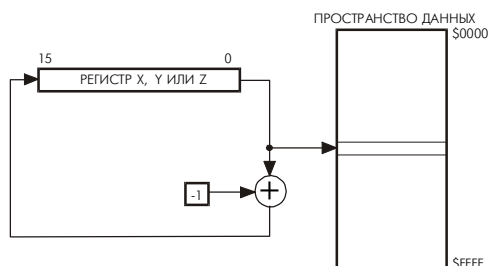 ПРОСТРАНСТВО ДАННЫХ
$0000
15 0
РЕГИСТР X, Y ИЛИ Z
-1
+
$FFFF